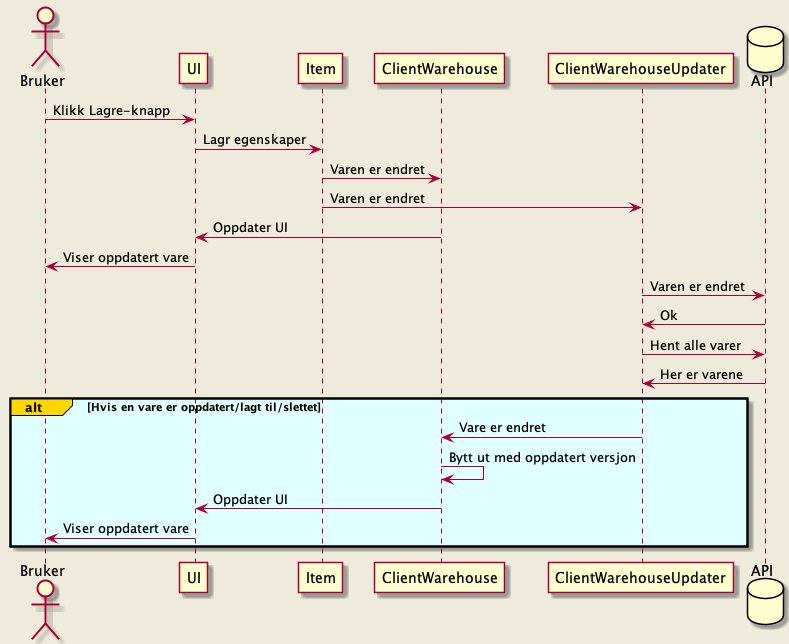 Bruker
UI
Item
ClientWarehouse
ClientWarehouseUpdater
API
Klikk Lagre-knapp
Lagr egenskaper
Varen er endret
Varen er endret
Oppdater UI
Viser oppdatert vare
Varen er endret
Ok
Hent alle varer
Her er varene
alt [Hvis en vare er oppdatert/lagt til/slettet]
Vare er endret
Bytt ut med oppdatert versjon
Oppdater UI
Viser oppdatert vare
Bruker
UI
Item
ClientWarehouse
ClientWarehouseUpdater
API